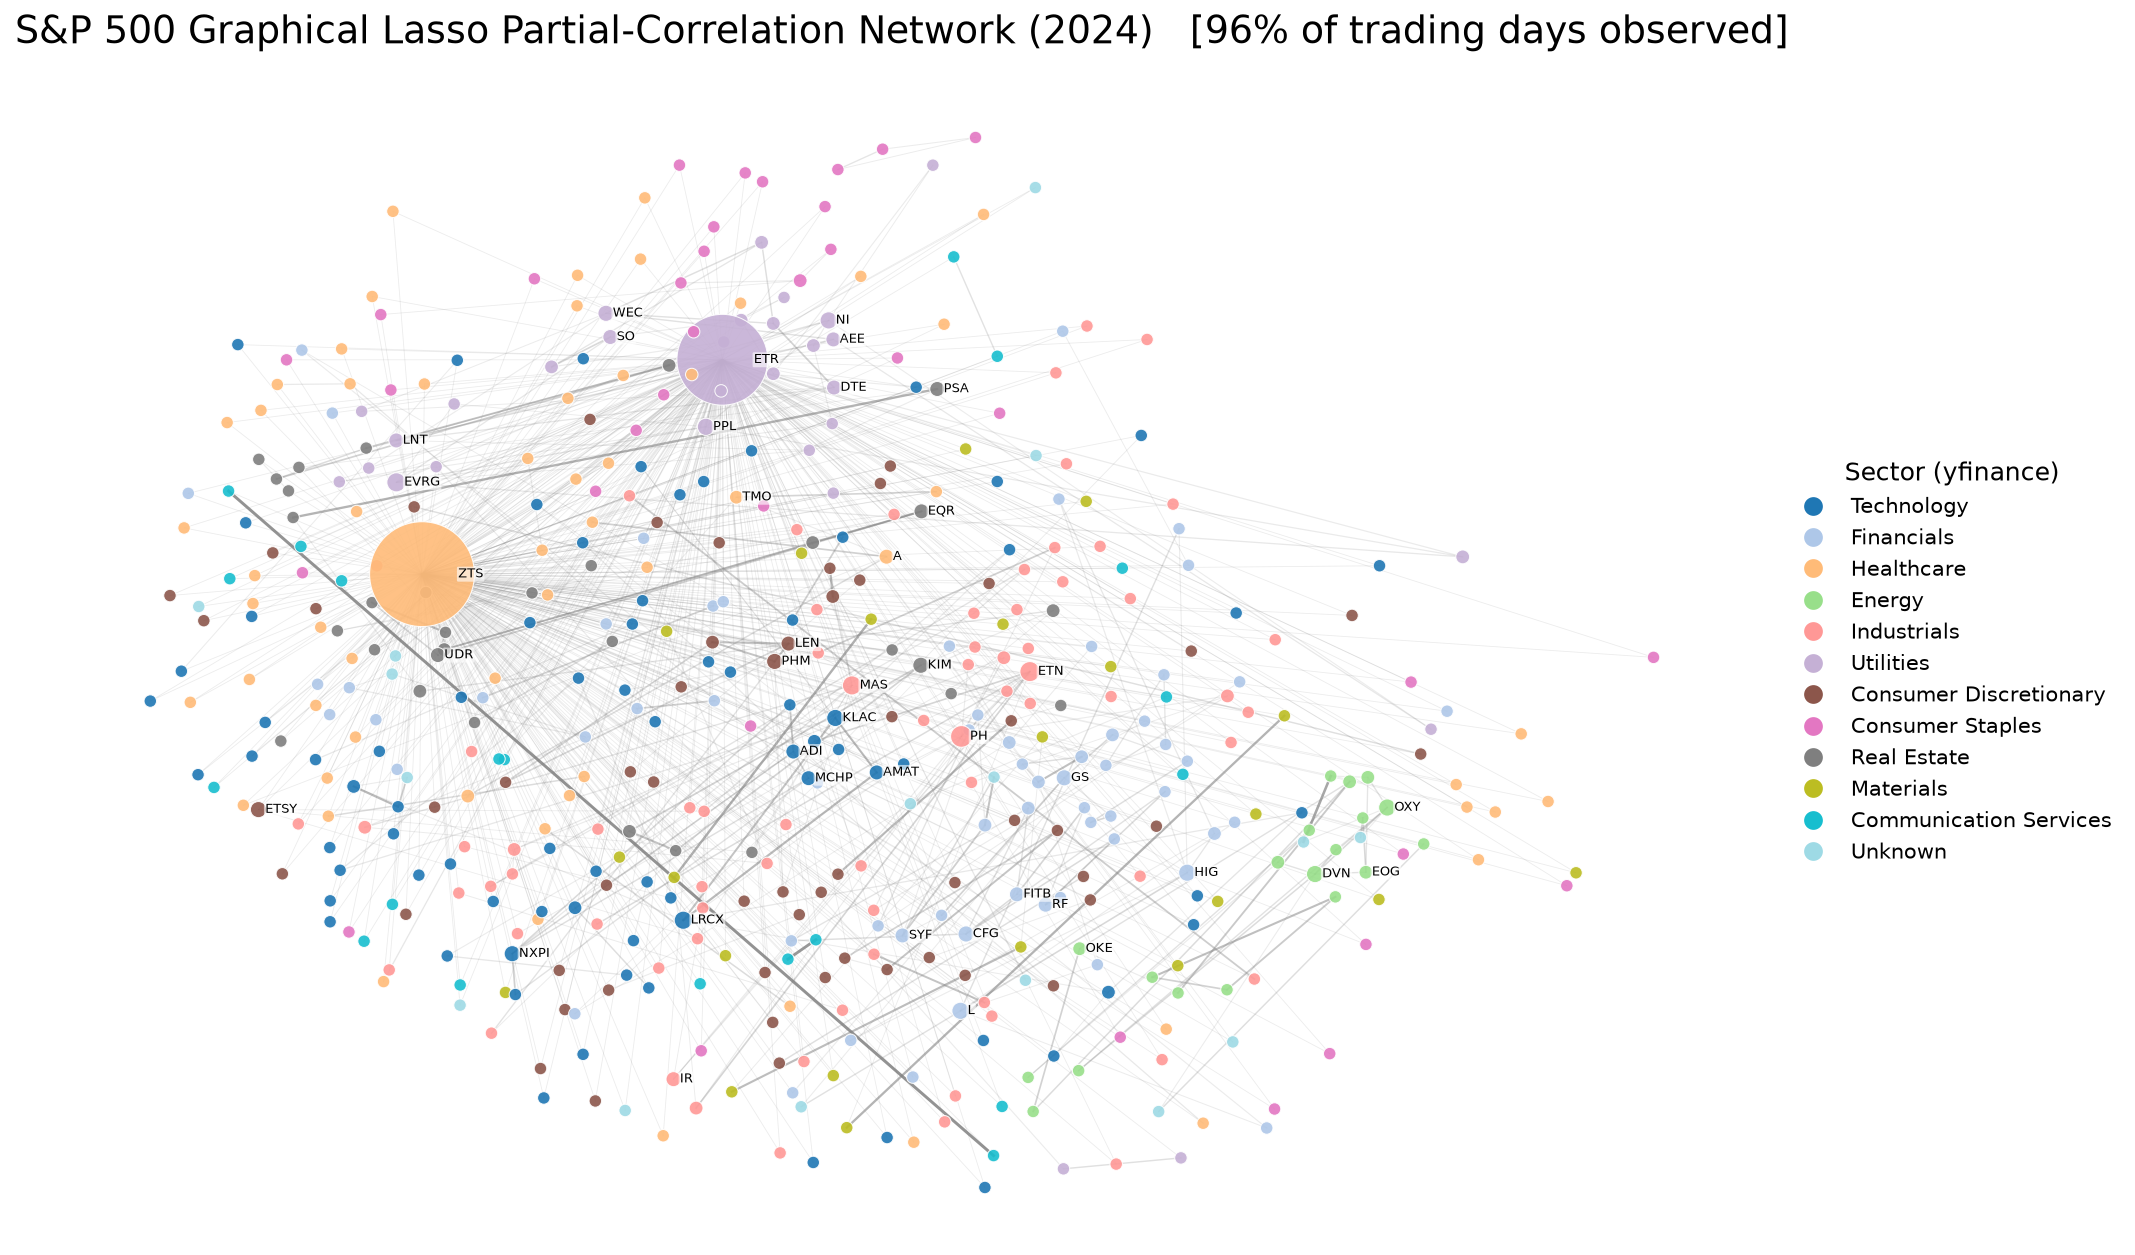 S&P 500 Graphical Lasso Partial-Correlation Network (2024)   [96% of trading days observed]
WEC
NI
SO
AEE
ETR
DTE
PSA
PPL
LNT
EVRG
TMO
EQR
A
ZTS
LEN
UDR
PHM
KIM
ETN
MAS
KLAC
PH
ADI
AMAT
MCHP
GS
ETSY
OXY
HIG
DVN
EOG
FITB
RF
LRCX
SYF
CFG
NXPI
OKE
L
IR
Sector (yfinance)
Technology
Financials
Healthcare
Energy
Industrials
Utilities
Consumer Discretionary
Consumer Staples
Real Estate
Materials
Communication Services
Unknown